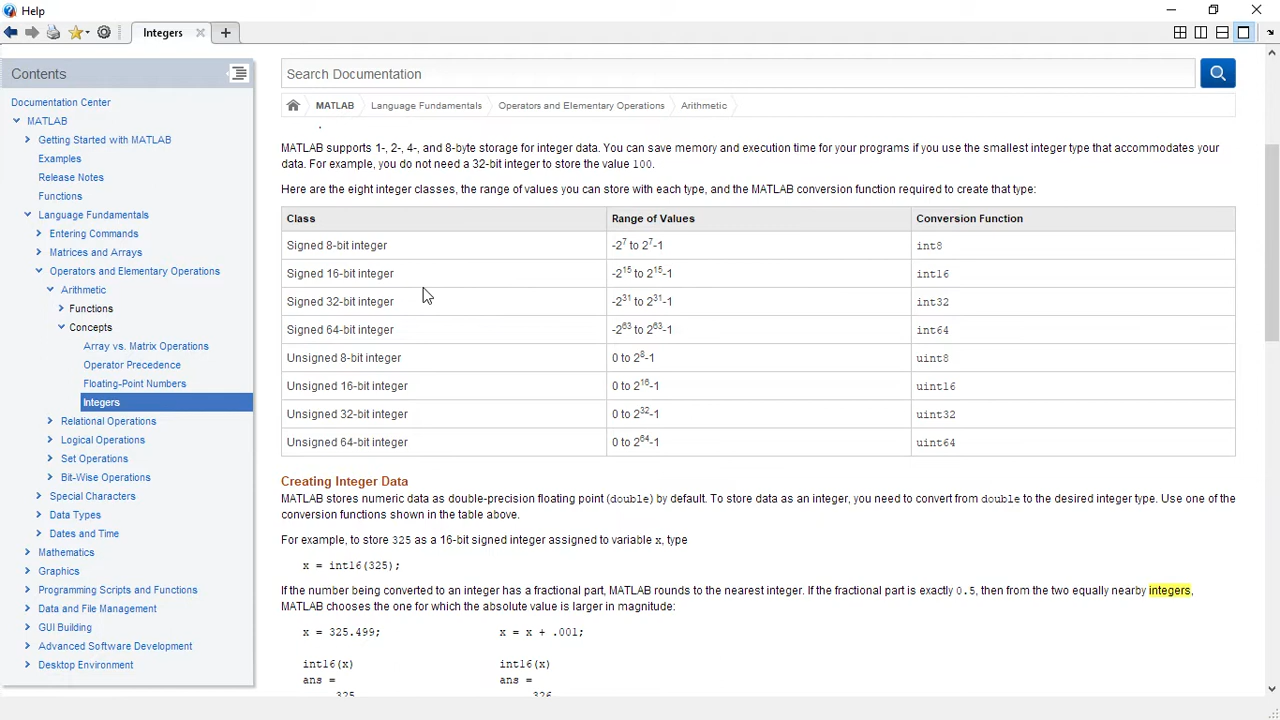 Help
Integers
Contents
Search Documentation
MATLAB Language Fundamentals Operators and Elementary Operations Arithmetic
Documentation Center
MATLAB
Getting Started with MATLAB
Examples
Release Notes
Functions
Language Fundamentals
Entering Commands
Matrices and Arrays
Operators and Elementary Operations
Arithmetic
Functions
Concepts
Array vs. Matrix Operations
Operator Precedence
Floating-Point Numbers
Integers
Relational Operations
Logical Operations
Set Operations
Bit-Wise Operations
Special Characters
Data Types
Dates and Time
Mathematics
Graphics
Programming Scripts and Functions
Data and File Management
GUI Building
Advanced Software Development
Desktop Environment
MATLAB supports 1-, 2-, 4-, and 8-byte storage for integer data. You can save memory and execution time for your programs if you use the smallest integer type that accommodates your
data. For example, you do not need a 32-bit integer to store the value 100.
Here are the eight integer classes, the range of values you can store with each type, and the MATLAB conversion function required to create that type:
Class Range of Values Conversion Function
Signed 8-bit integer -2⁷ to 2⁷-1 int8
Signed 16-bit integer -2¹⁵ to 2¹⁵-1 int16
Signed 32-bit integer -2³¹ to 2³¹-1 int32
Signed 64-bit integer -2⁶³ to 2⁶³-1 int64
Unsigned 8-bit integer 0 to 2⁸-1 uint8
Unsigned 16-bit integer 0 to 2¹⁶-1 uint16
Unsigned 32-bit integer 0 to 2³²-1 uint32
Unsigned 64-bit integer 0 to 2⁶⁴-1 uint64
Creating Integer Data
MATLAB stores numeric data as double-precision floating point (double) by default. To store data as an integer, you need to convert from double to the desired integer type. Use one of the
conversion functions shown in the table above.
For example, to store 325 as a 16-bit signed integer assigned to variable x, type
x = int16(325);
If the number being converted to an integer has a fractional part, MATLAB rounds to the nearest integer. If the fractional part is exactly 0.5, then from the two equally nearby integers,
MATLAB chooses the one for which the absolute value is larger in magnitude:
x = 325.499; x = x + .001;
int16(x) int16(x)
ans = ans =
325 326